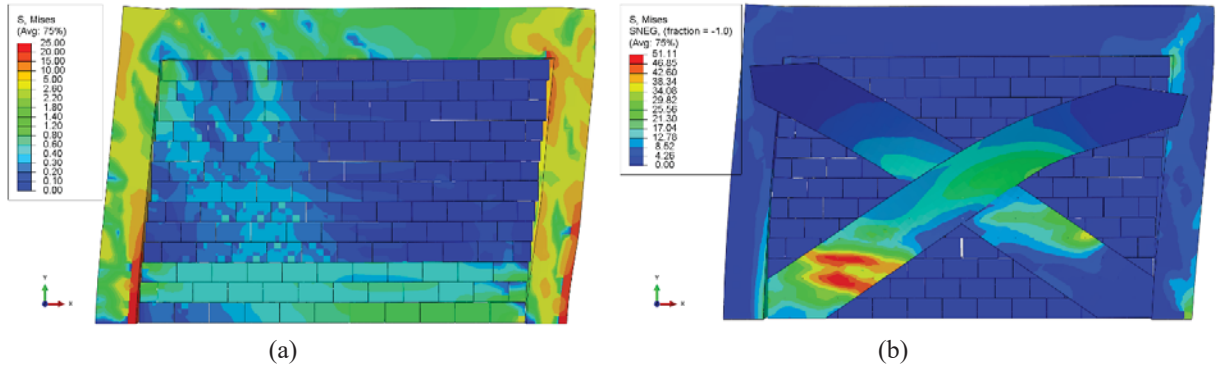 S, Mises
(Avg: 75%)
25.00
20.00
15.00
10.00
5.00
2.60
2.20
1.80
1.40
1.20
0.80
0.60
0.40
0.30
0.20
0.10
0.00
Y
X
(a)
S, Mises
SNEG, (fraction = -1.0)
(Avg: 75%)
51.11
46.85
42.60
38.34
34.08
29.82
25.56
21.30
17.04
12.78
8.52
4.26
0.00
Y
X
(b)